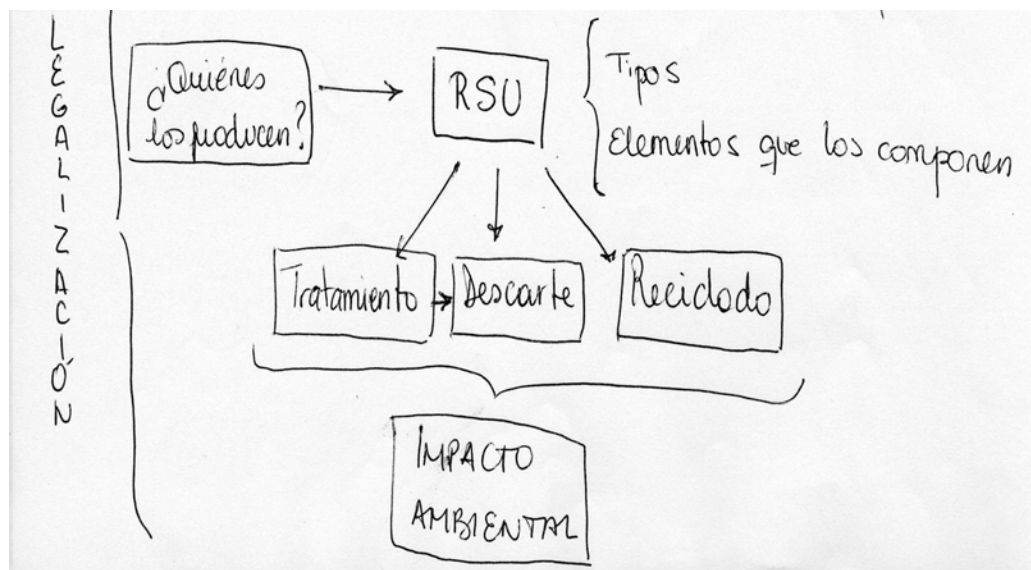 LEGALIZACIÓN
¿Quiénes
los producen?
RSU
Tipos
Elementos que los componen
Tratamiento
Descarte
Reciclado
IMPACTO
AMBIENTAL